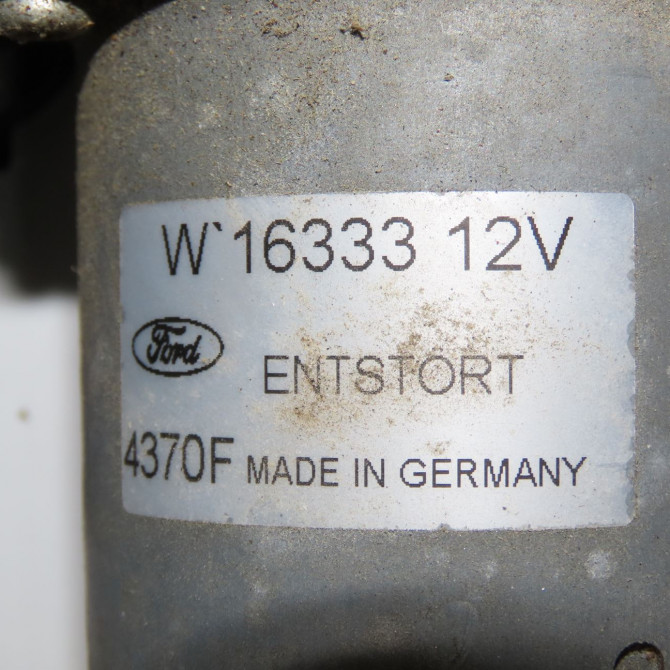 W`16333 12V
Ford
ENTSTORT
4370F MADE IN GERMANY